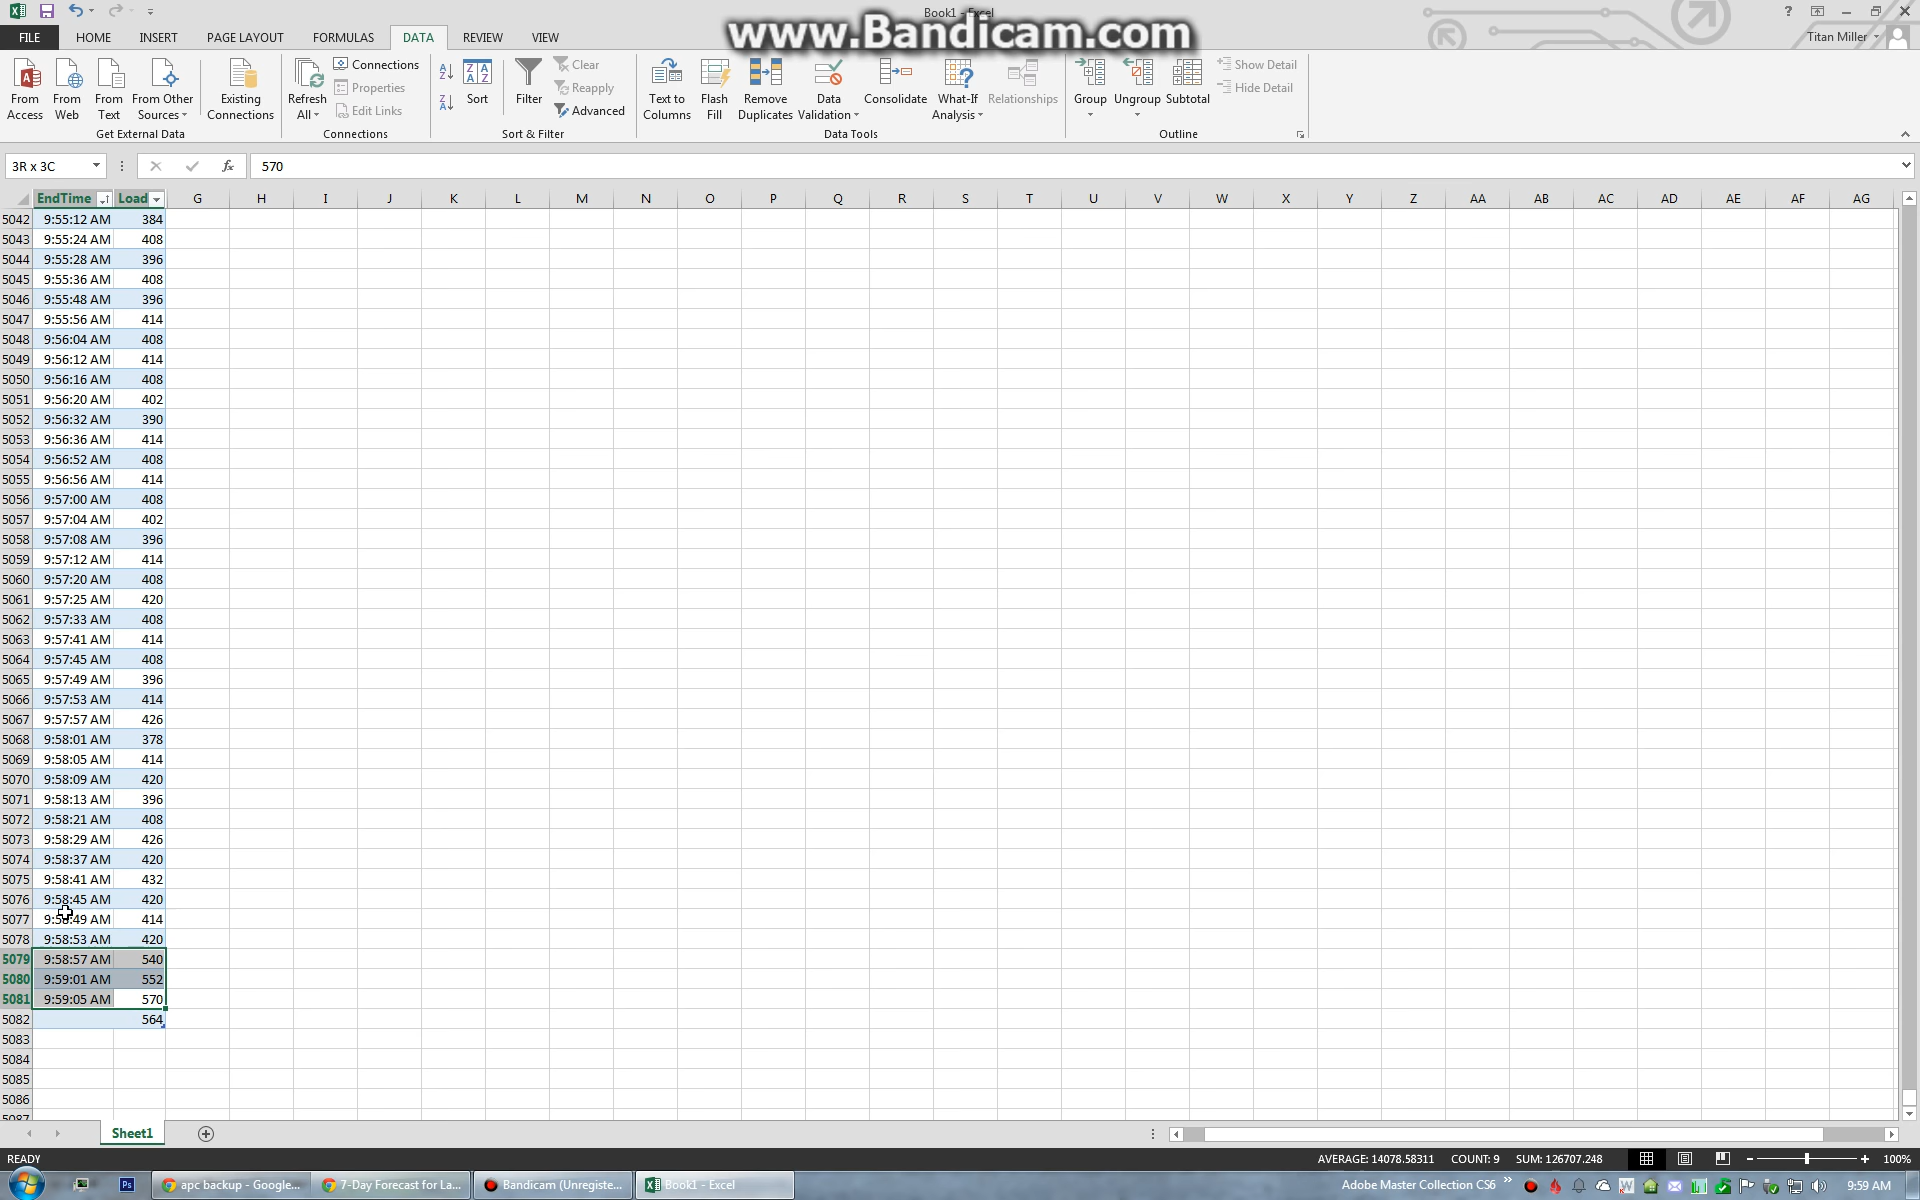 Book1 - Excel
www.Bandicam.com
FILE HOME INSERT PAGE LAYOUT FORMULAS DATA REVIEW VIEW
Titan Miller
From Access
From Web
From Text
From Other Sources
Get External Data
Existing Connections
Refresh All
Connections
Properties
Edit Links
Connections
Sort
Filter
Clear
Reapply
Advanced
Sort & Filter
Text to Columns
Flash Fill
Remove Duplicates
Data Validation
Consolidate
What-If Analysis
Relationships
Data Tools
Group
Ungroup
Subtotal
Show Detail
Hide Detail
Outline
3R x 3C
fx
570
EndTime Load G H I J K L M N O P Q R S T U V W X Y Z AA AB AC AD AE AF AG
5042 9:55:12 AM 384
5043 9:55:24 AM 408
5044 9:55:28 AM 396
5045 9:55:36 AM 408
5046 9:55:48 AM 396
5047 9:55:56 AM 414
5048 9:56:04 AM 408
5049 9:56:12 AM 414
5050 9:56:16 AM 408
5051 9:56:20 AM 402
5052 9:56:32 AM 390
5053 9:56:36 AM 414
5054 9:56:52 AM 408
5055 9:56:56 AM 414
5056 9:57:00 AM 408
5057 9:57:04 AM 402
5058 9:57:08 AM 396
5059 9:57:12 AM 414
5060 9:57:20 AM 408
5061 9:57:25 AM 420
5062 9:57:33 AM 408
5063 9:57:41 AM 414
5064 9:57:45 AM 408
5065 9:57:49 AM 396
5066 9:57:53 AM 414
5067 9:57:57 AM 426
5068 9:58:01 AM 378
5069 9:58:05 AM 414
5070 9:58:09 AM 420
5071 9:58:13 AM 396
5072 9:58:21 AM 408
5073 9:58:29 AM 426
5074 9:58:37 AM 420
5075 9:58:41 AM 432
5076 9:58:45 AM 420
5077 9:58:49 AM 414
5078 9:58:53 AM 420
5079 9:58:57 AM 540
5080 9:59:01 AM 552
5081 9:59:05 AM 570
5082 564
5083
5084
5085
5086
5087
Sheet1
READY
AVERAGE: 14078.58311 COUNT: 9 SUM: 126707.248
100%
apc backup - Google...
7-Day Forecast for La...
Bandicam (Unregiste...
Book1 - Excel
Adobe Master Collection CS6
9:59 AM